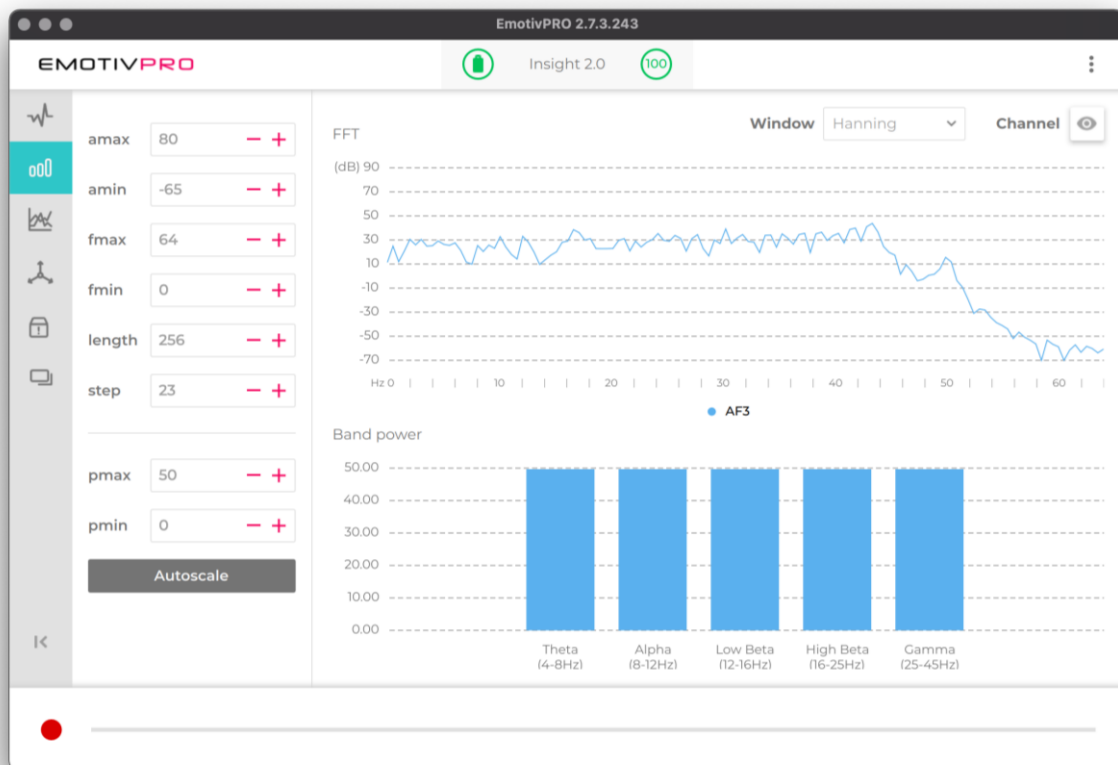 EmotivPRO 2.7.3.243
EMOTIVPRO
Insight 2.0
100
amax 80
amin -65
fmax 64
fmin 0
length 256
step 23
pmax 50
pmin 0
Autoscale
FFT
Window Hanning
Channel
(dB) 90
70
50
30
10
-10
-30
-50
-70
Hz 0 10 20 30 40 50 60
AF3
Band power
50.00
40.00
30.00
20.00
10.00
0.00
Theta Alpha Low Beta High Beta Gamma
(4-8Hz) (8-12Hz) (12-16Hz) (16-25Hz) (25-45Hz)